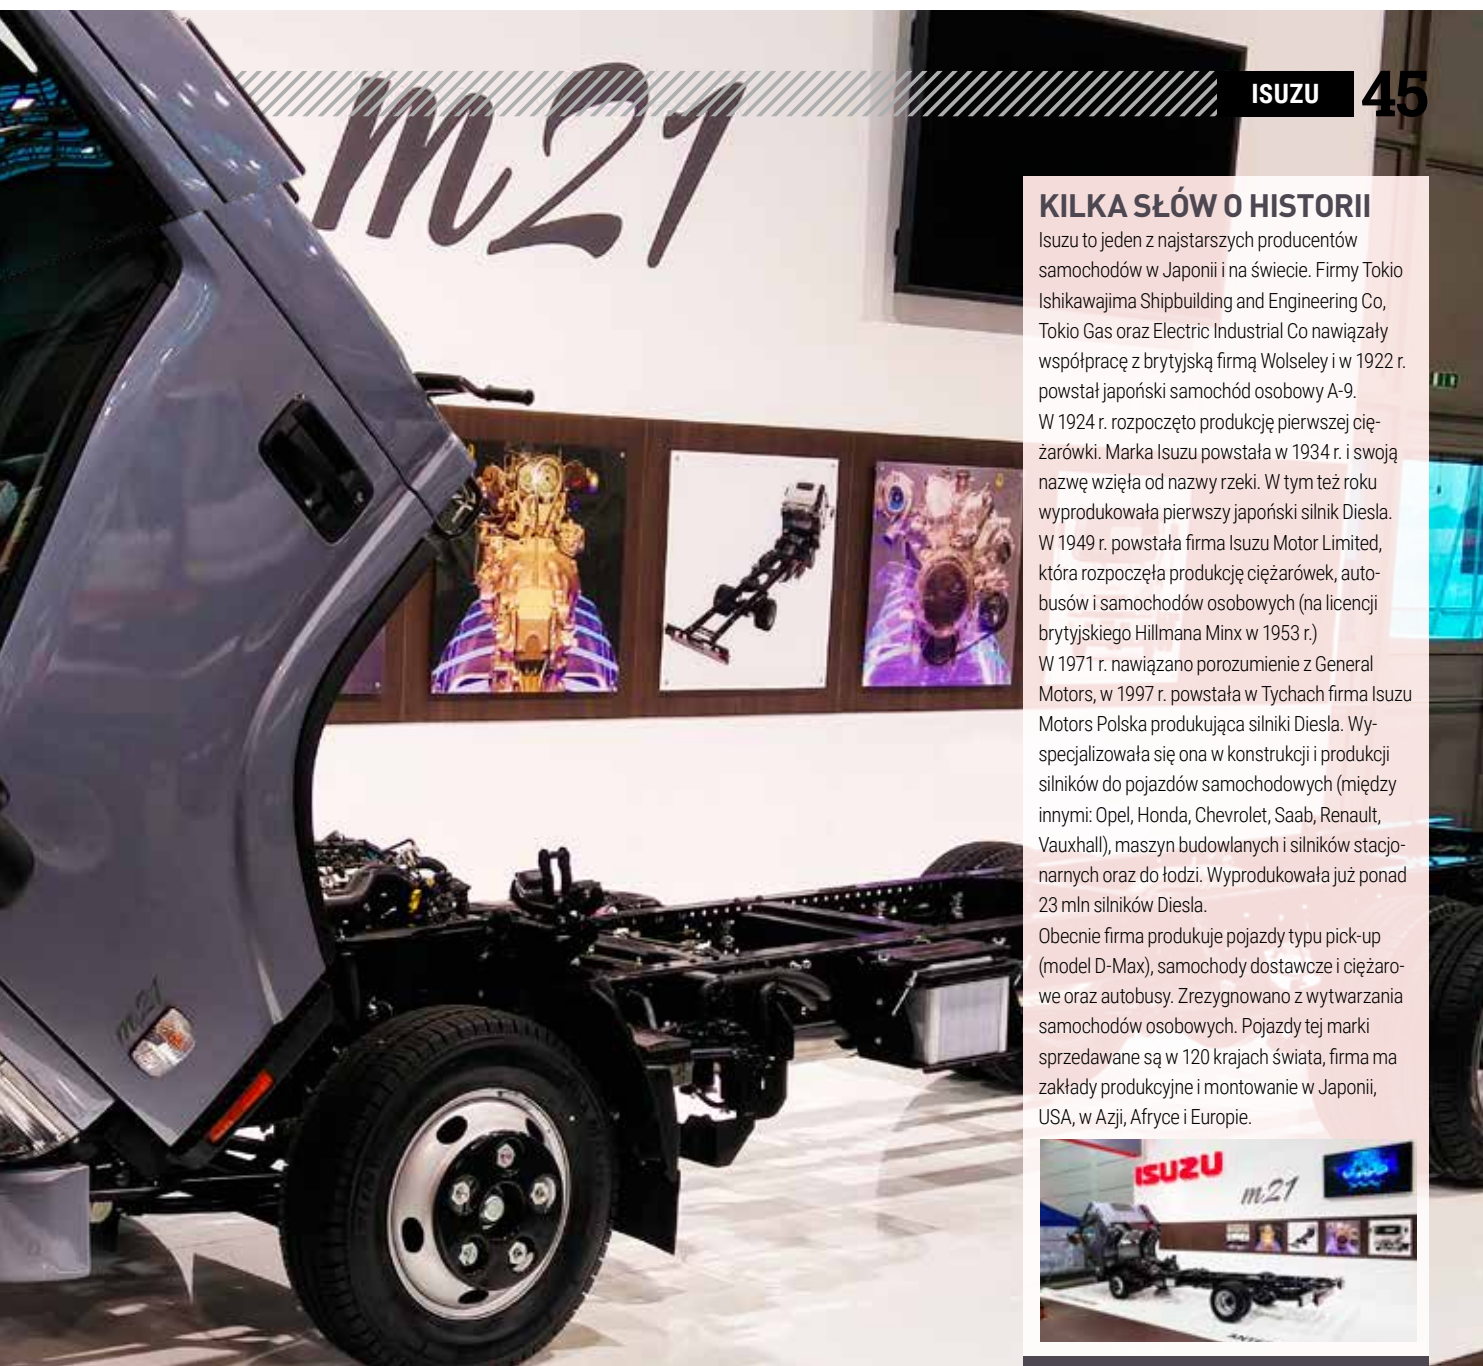 m21
ISUZU 45
KILKA SŁÓW O HISTORII
Isuzu to jeden z najstarszych producentów
samochodów w Japonii i na świecie. Firmy Tokio
Ishikawajima Shipbuilding and Engineering Co,
Tokio Gas oraz Electric Industrial Co nawiązały
współpracę z brytyjską firmą Wolseley i w 1922 r.
powstał japoński samochód osobowy A-9.
W 1924 r. rozpoczęto produkcję pierwszej cię-
żarówki. Marka Isuzu powstała w 1934 r. i swoją
nazwę wzięła od nazwy rzeki. W tym też roku
wyprodukowała pierwszy japoński silnik Diesla.
W 1949 r. powstała firma Isuzu Motor Limited,
która rozpoczęła produkcję ciężarówek, auto-
busów i samochodów osobowych (na licencji
brytyjskiego Hillmana Minx w 1953 r.)
W 1971 r. nawiązano porozumienie z General
Motors, w 1997 r. powstała w Tychach firma Isuzu
Motors Polska produkująca silniki Diesla. Wy-
specjalizowała się ona w konstrukcji i produkcji
silników do pojazdów samochodowych (między
innymi: Opel, Honda, Chevrolet, Saab, Renault,
Vauxhall), maszyn budowlanych i silników stacjo-
narnych oraz do łodzi. Wyprodukowała już ponad
23 mln silników Diesla.
Obecnie firma produkuje pojazdy typu pick-up
(model D-Max), samochody dostawcze i ciężaro-
we oraz autobusy. Zrezygnowano z wytwarzania
samochodów osobowych. Pojazdy tej marki
sprzedawane są w 120 krajach świata, firma ma
zakłady produkcyjne i montowanie w Japonii,
USA, w Azji, Afryce i Europie.
m21
ISUZU
m21